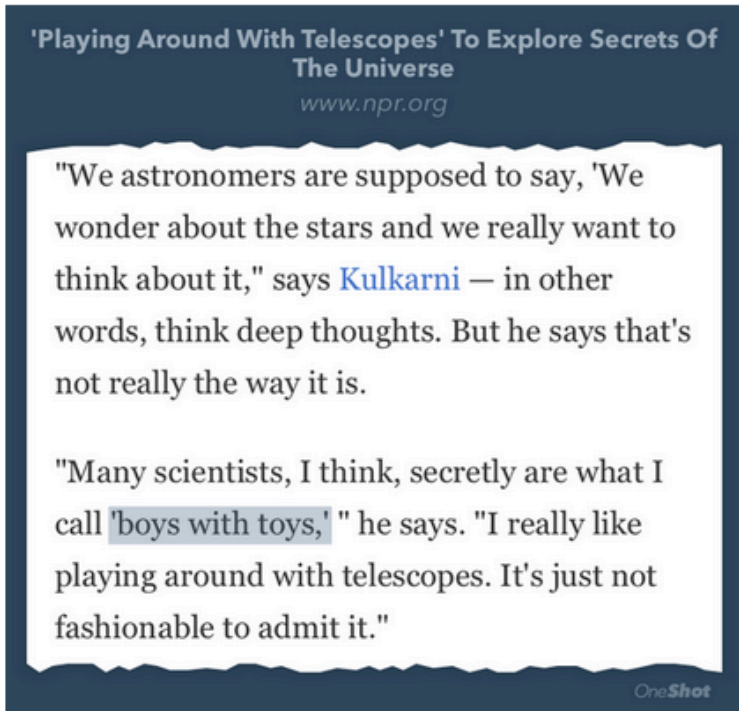 'Playing Around With Telescopes' To Explore Secrets Of
The Universe
www.npr.org
"We astronomers are supposed to say, 'We
wonder about the stars and we really want to
think about it," says Kulkarni — in other
words, think deep thoughts. But he says that's
not really the way it is.
"Many scientists, I think, secretly are what I
call 'boys with toys,' " he says. "I really like
playing around with telescopes. It's just not
fashionable to admit it."
OneShot